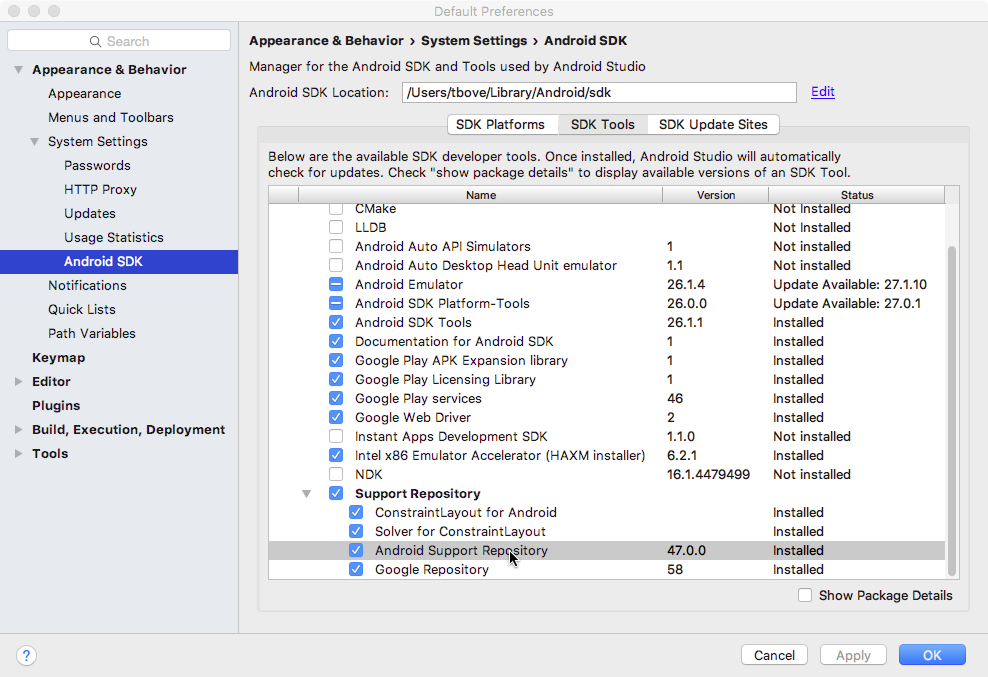 Default Preferences
Search
Appearance & Behavior
Appearance
Menus and Toolbars
System Settings
Passwords
HTTP Proxy
Updates
Usage Statistics
Android SDK
Notifications
Quick Lists
Path Variables
Keymap
Editor
Plugins
Build, Execution, Deployment
Tools
Appearance & Behavior › System Settings › Android SDK
Manager for the Android SDK and Tools used by Android Studio
Android SDK Location: /Users/tbove/Library/Android/sdk Edit
SDK Platforms SDK Tools SDK Update Sites
Below are the available SDK developer tools. Once installed, Android Studio will automatically
check for updates. Check "show package details" to display available versions of an SDK Tool.
Name Version Status
CMake Not Installed
LLDB Not Installed
Android Auto API Simulators 1 Not installed
Android Auto Desktop Head Unit emulator 1.1 Not installed
Android Emulator 26.1.4 Update Available: 27.1.10
Android SDK Platform-Tools 26.0.0 Update Available: 27.0.1
Android SDK Tools 26.1.1 Installed
Documentation for Android SDK 1 Installed
Google Play APK Expansion library 1 Installed
Google Play Licensing Library 1 Installed
Google Play services 46 Installed
Google Web Driver 2 Installed
Instant Apps Development SDK 1.1.0 Not installed
Intel x86 Emulator Accelerator (HAXM installer) 6.2.1 Installed
NDK 16.1.4479499 Not installed
Support Repository
ConstraintLayout for Android Installed
Solver for ConstraintLayout Installed
Android Support Repository 47.0.0 Installed
Google Repository 58 Installed
Show Package Details
? Cancel Apply OK